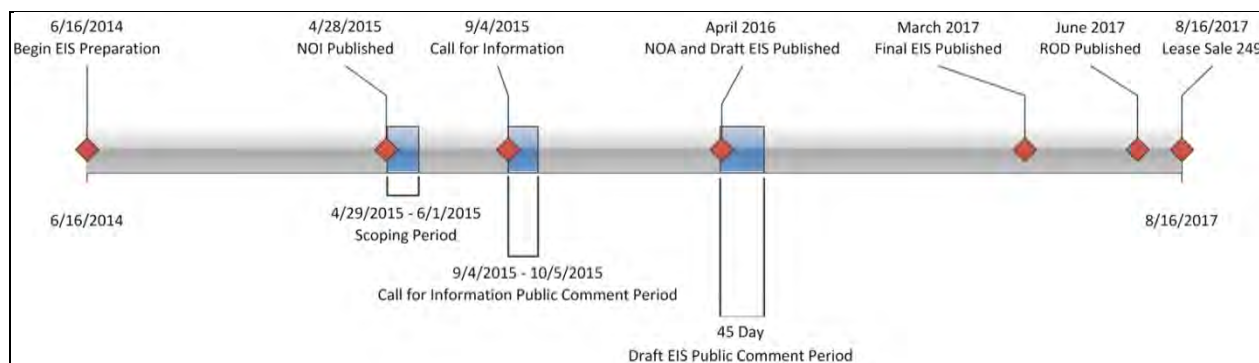 6/16/2014
Begin EIS Preparation
4/28/2015
NOI Published
9/4/2015
Call for Information
April 2016
NOA and Draft EIS Published
March 2017
Final EIS Published
June 2017
ROD Published
8/16/2017
Lease Sale 249
6/16/2014
4/29/2015 - 6/1/2015
Scoping Period
9/4/2015 - 10/5/2015
Call for Information Public Comment Period
45 Day
Draft EIS Public Comment Period
8/16/2017